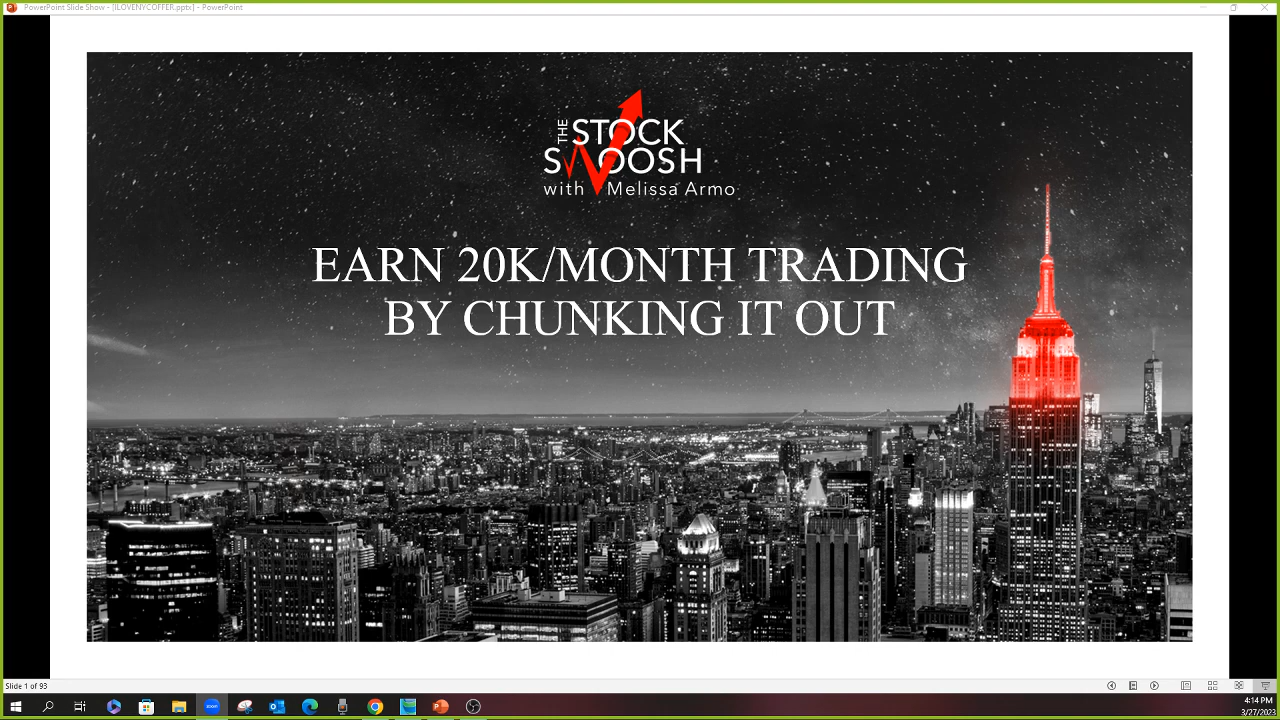 PowerPoint Slide Show - [ILOVENYCOFFER.pptx] - PowerPoint
THE STOCK
SWOOSH
with Melissa Armo
EARN 20K/MONTH TRADING
BY CHUNKING IT OUT
Slide 1 of 93
zoom
4:14 PM
3/27/2023